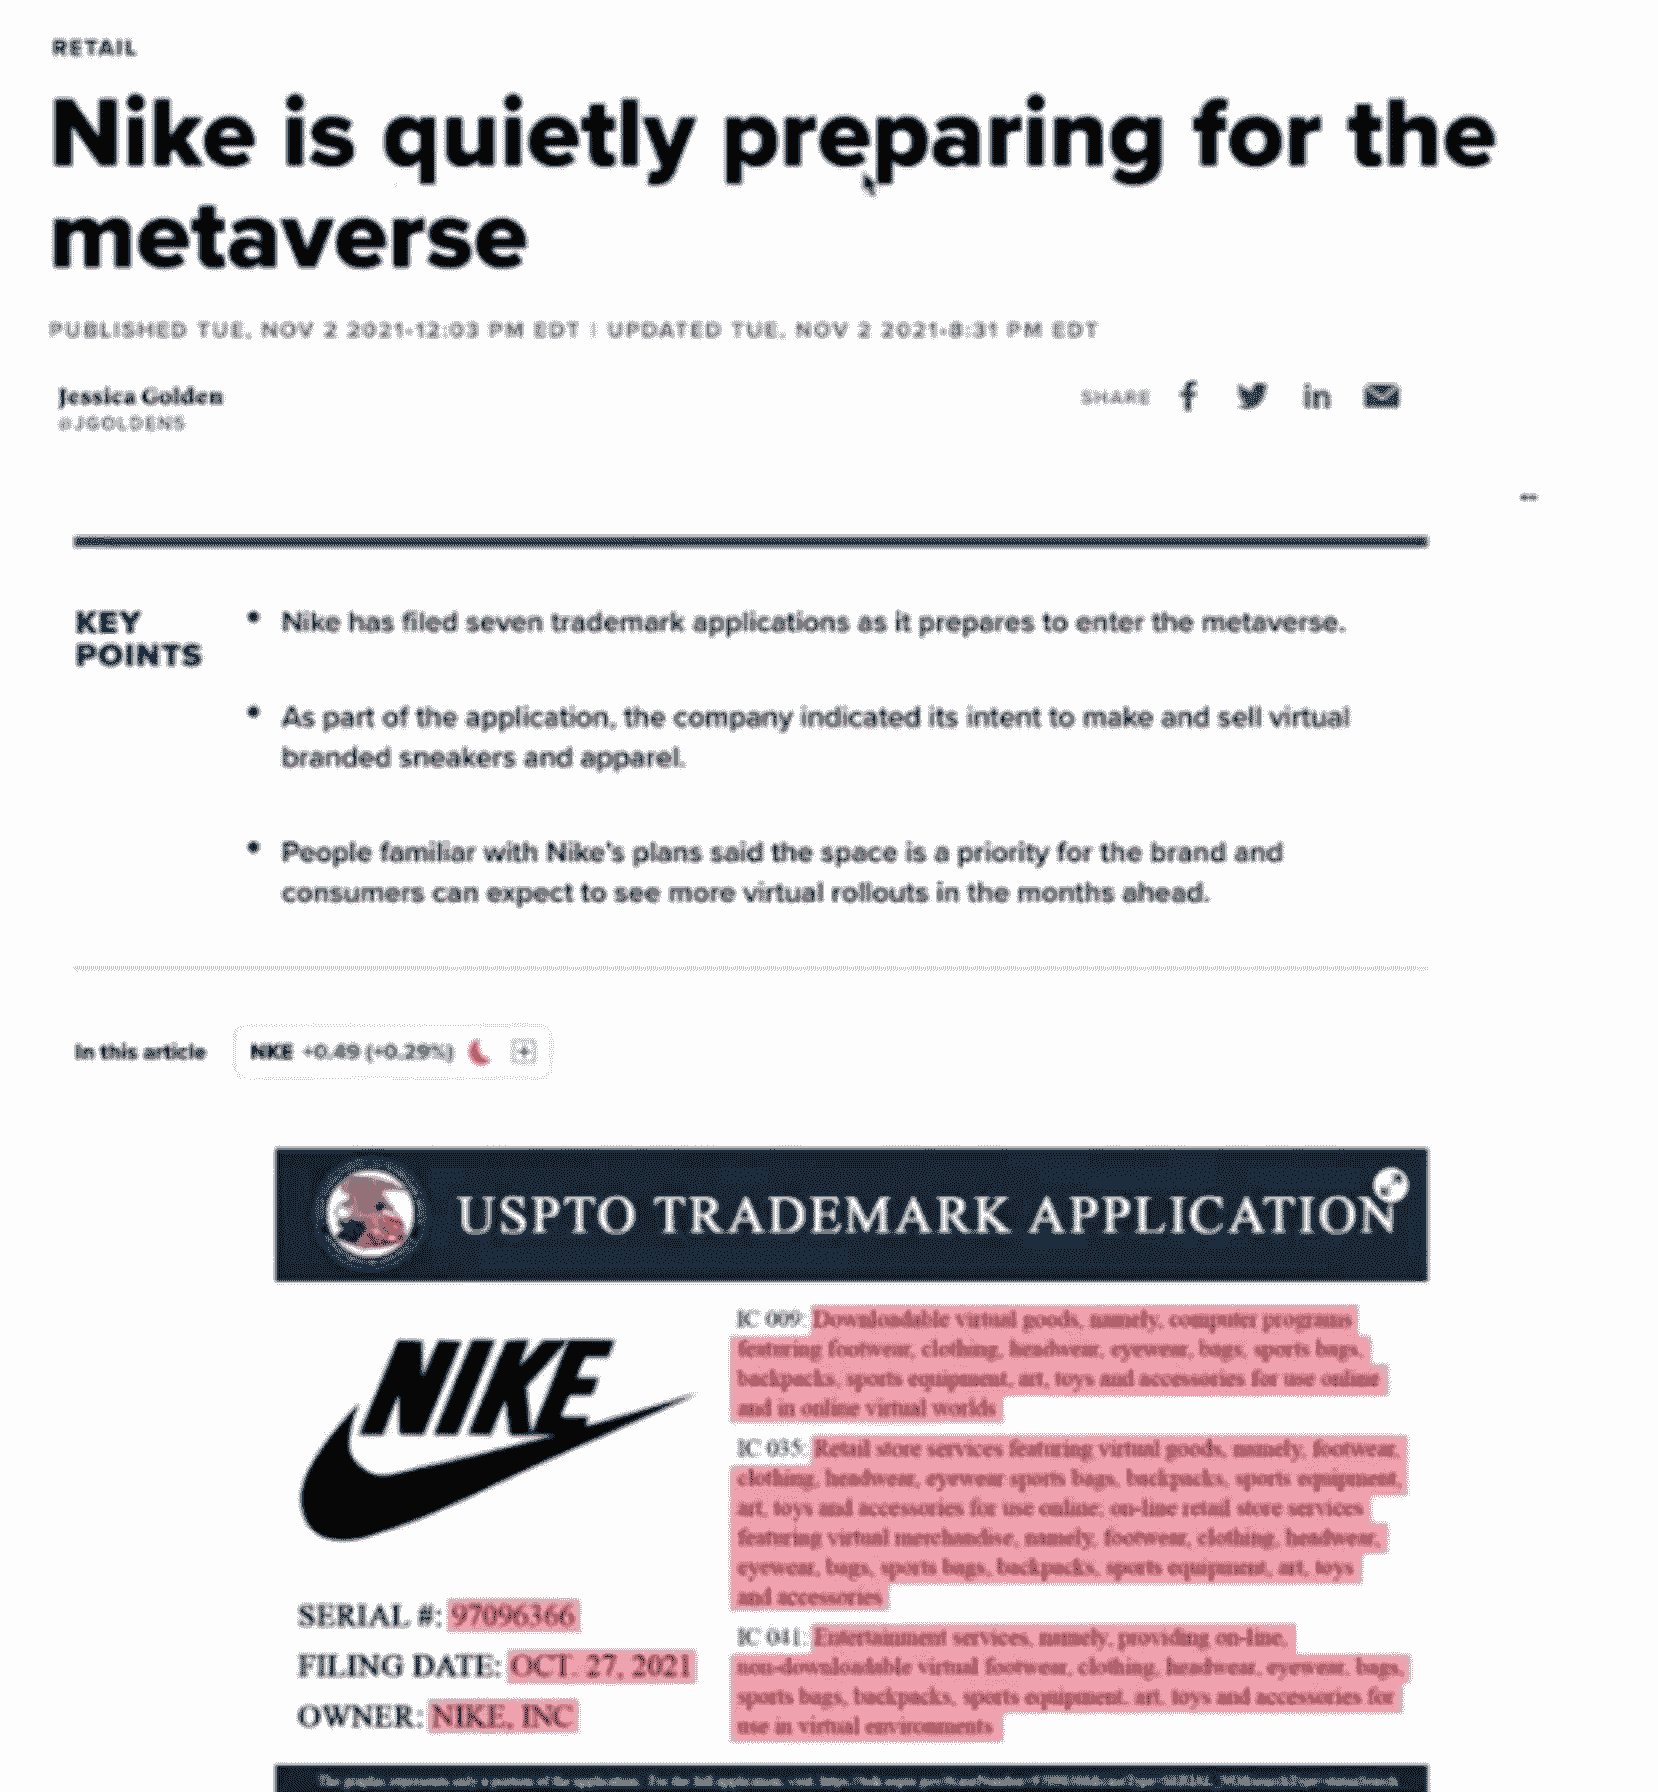 RETAIL
Nike is quietly preparing for the
metaverse
PUBLISHED TUE, NOV 2 2021•12:03 PM EDT | UPDATED TUE, NOV 2 2021•8:31 PM EDT
Jessica Golden
@JGOLDEN5
SHARE
KEY
POINTS
• Nike has filed seven trademark applications as it prepares to enter the metaverse.
• As part of the application, the company indicated its intent to make and sell virtual
branded sneakers and apparel.
• People familiar with Nike's plans said the space is a priority for the brand and
consumers can expect to see more virtual rollouts in the months ahead.
In this article
NKE +0.49 (+0.29%)
USPTO TRADEMARK APPLICATION
NIKE
SERIAL #: 97096366
FILING DATE: OCT. 27, 2021
OWNER: NIKE, INC
IC 009: Downloadable virtual goods, namely, computer programs
featuring footwear, clothing, headwear, eyewear, bags, sports bags,
backpacks, sports equipment, art, toys and accessories for use online
and in online virtual worlds
IC 035: Retail store services featuring virtual goods, namely, footwear,
clothing, headwear, eyewear sports bags, backpacks, sports equipment,
art, toys and accessories for use online; on-line retail store services
featuring virtual merchandise, namely, footwear, clothing, headwear,
eyewear, bags, sports bags, backpacks, sports equipment, art, toys
and accessories
IC 041: Entertainment services, namely, providing on-line,
non-downloadable virtual footwear, clothing, headwear, eyewear, bags,
sports bags, backpacks, sports equipment, art, toys and accessories for
use in virtual environments